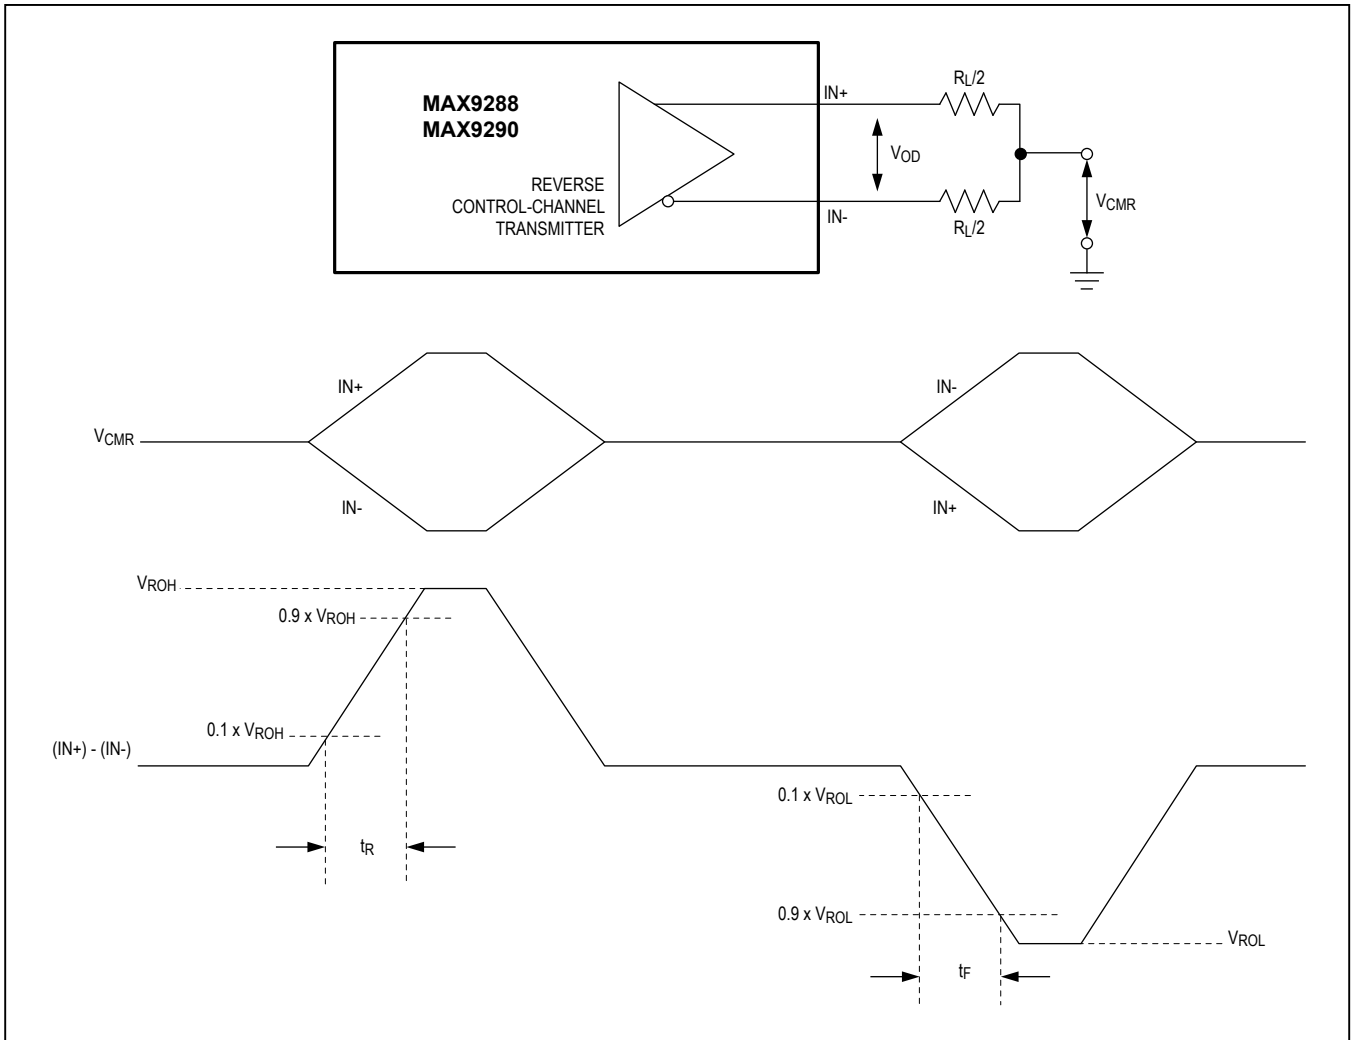 MAX9288
MAX9290
REVERSE
CONTROL-CHANNEL
TRANSMITTER
IN+
IN-
VOD
RL/2
RL/2
VCMR
IN+
IN-
VCMR
IN-
IN+
VROH
0.9 x VROH
0.1 x VROH
(IN+) - (IN-)
tR
0.1 x VROL
0.9 x VROL
VROL
tF